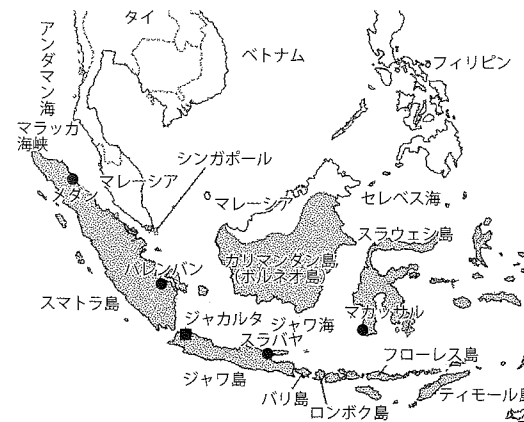 タイ
アンダマン海
ベトナム
フィリピン
マラッカ
海峡
シンガポール
メダン
マレーシア
マレーシア
セレベス海
スラウェシ島
カリマンタン島
(ボルネオ島)
パレンバン
スマトラ島
ジャカルタ
ジャワ海
マカッサル
スラバヤ
フローレス島
ジャワ島
バリ島
ロンボク島
ティモール島